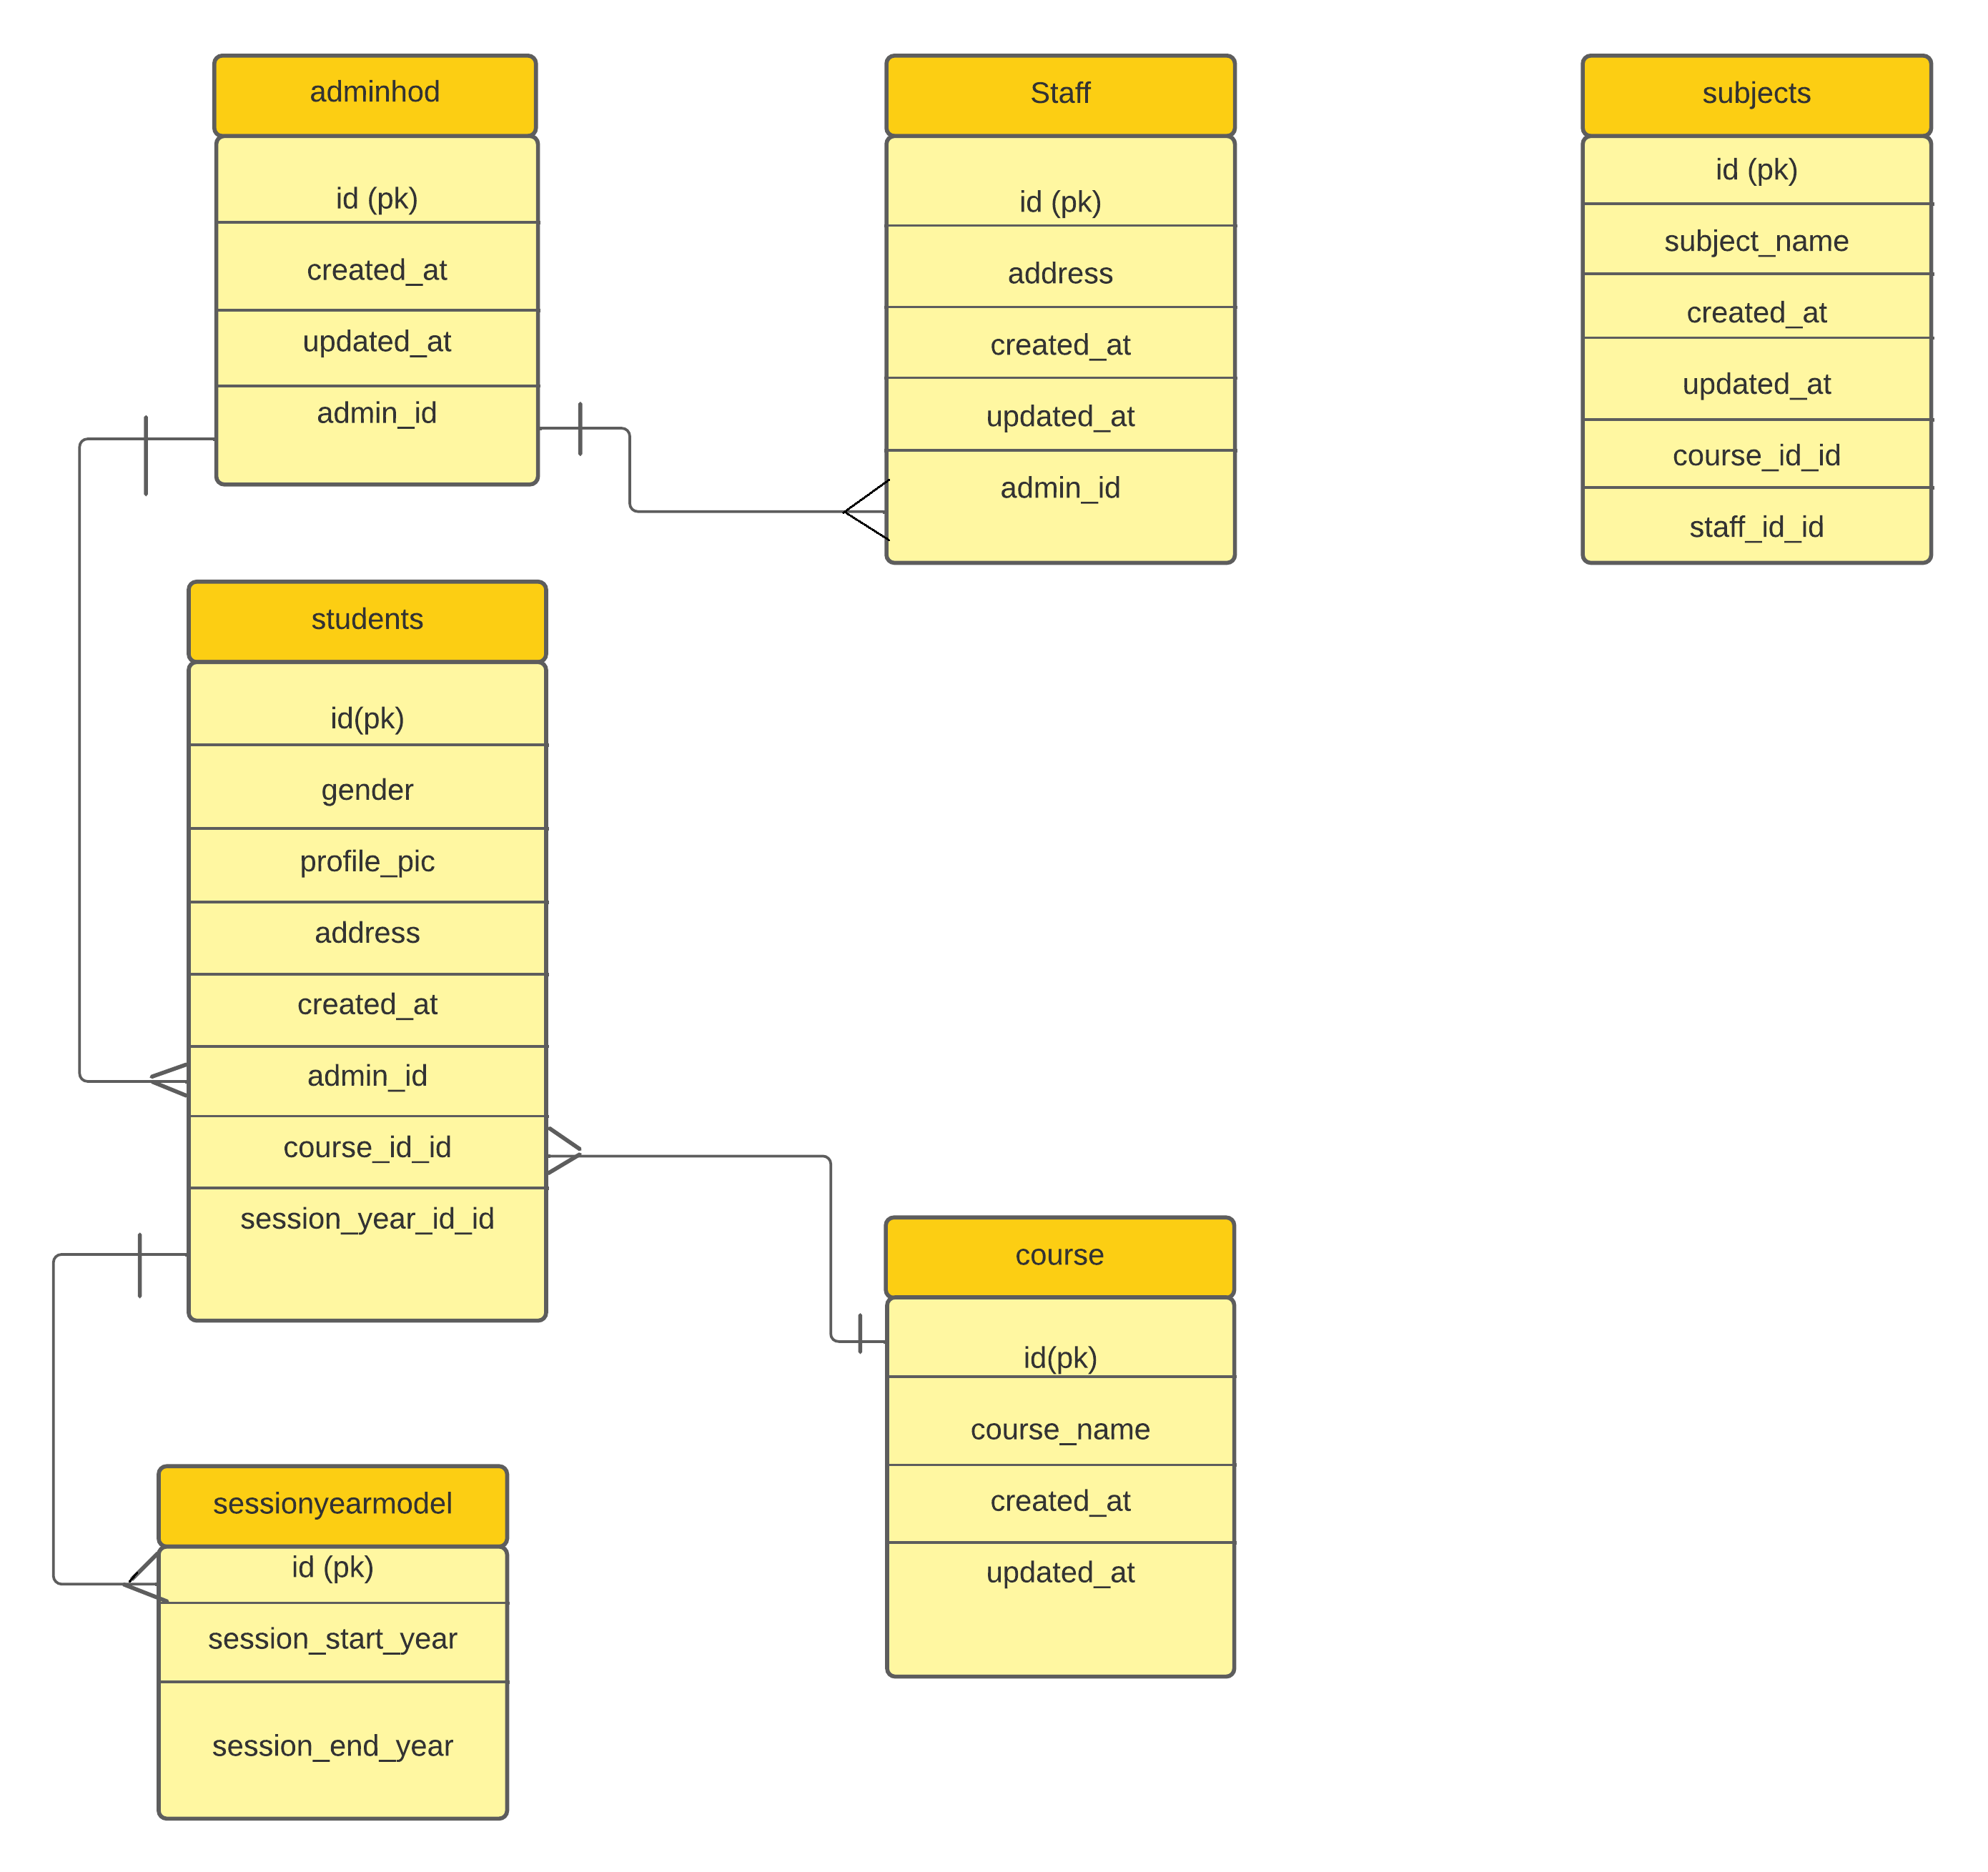 adminhod
id (pk)
created_at
updated_at
admin_id
Staff
id (pk)
address
created_at
updated_at
admin_id
subjects
id (pk)
subject_name
created_at
updated_at
course_id_id
staff_id_id
students
id(pk)
gender
profile_pic
address
created_at
admin_id
course_id_id
session_year_id_id
course
id(pk)
course_name
created_at
updated_at
sessionyearmodel
id (pk)
session_start_year
session_end_year